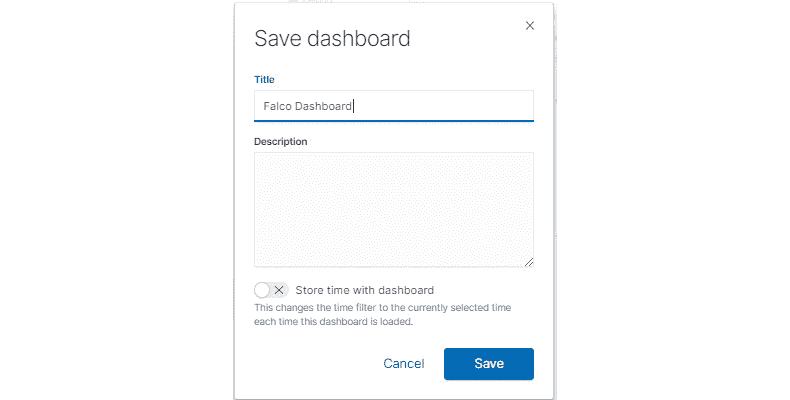 Save dashboard
Title
Falco Dashboard
Description
Store time with dashboard
This changes the time filter to the currently selected time
each time this dashboard is loaded.
Cancel
Save